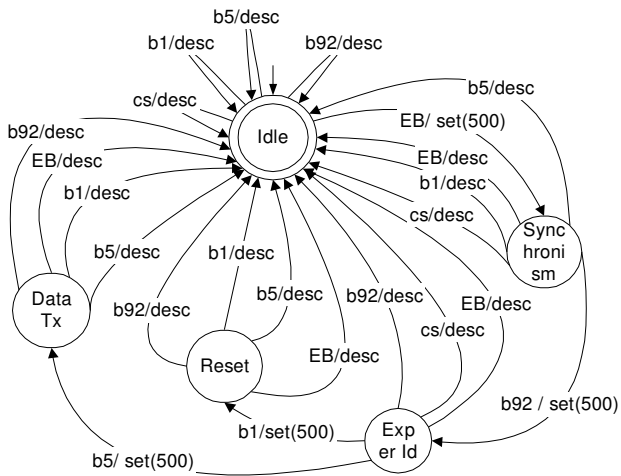 b5/desc
b1/desc
b92/desc
b5/desc
cs/desc
EB/ set(500)
b92/desc
Idle
EB/desc
EB/desc
b1/desc
b1/desc
cs/desc
Sync
hroni
sm
b5/desc
b1/desc
b5/desc
b92/desc
EB/desc
Data
Tx
b92/desc
cs/desc
EB/desc
Reset
b92 / set(500)
b1/set(500)
Exp
er Id
b5/ set(500)